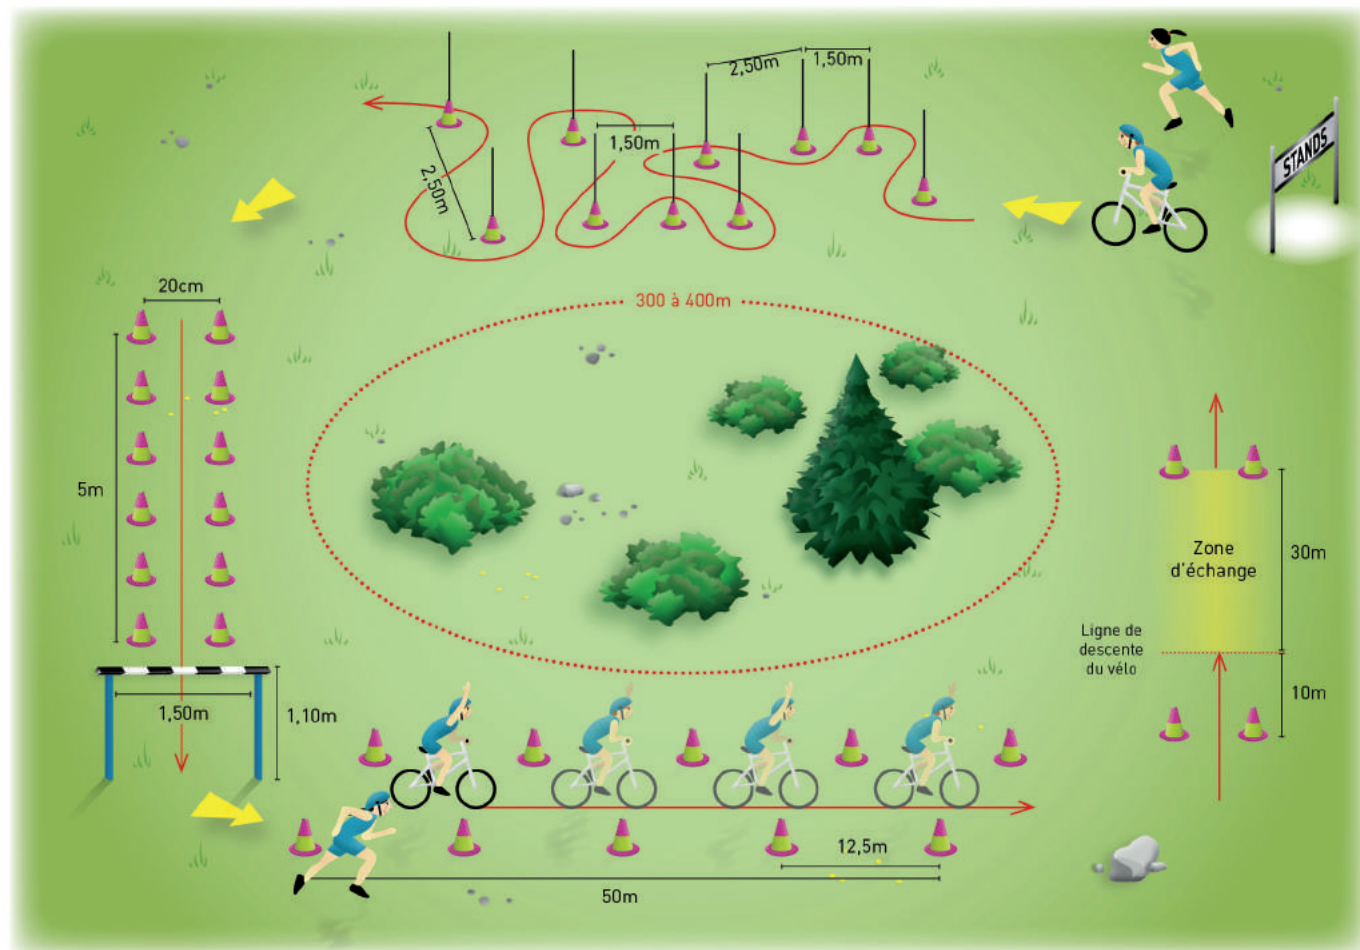 2,50m
1,50m
STANDS
1,50m
2,50m
20cm
300 à 400m
5m
Zone
d'échange
30m
Ligne de
descente
du vélo
10m
1,50m
1,10m
12,5m
50m